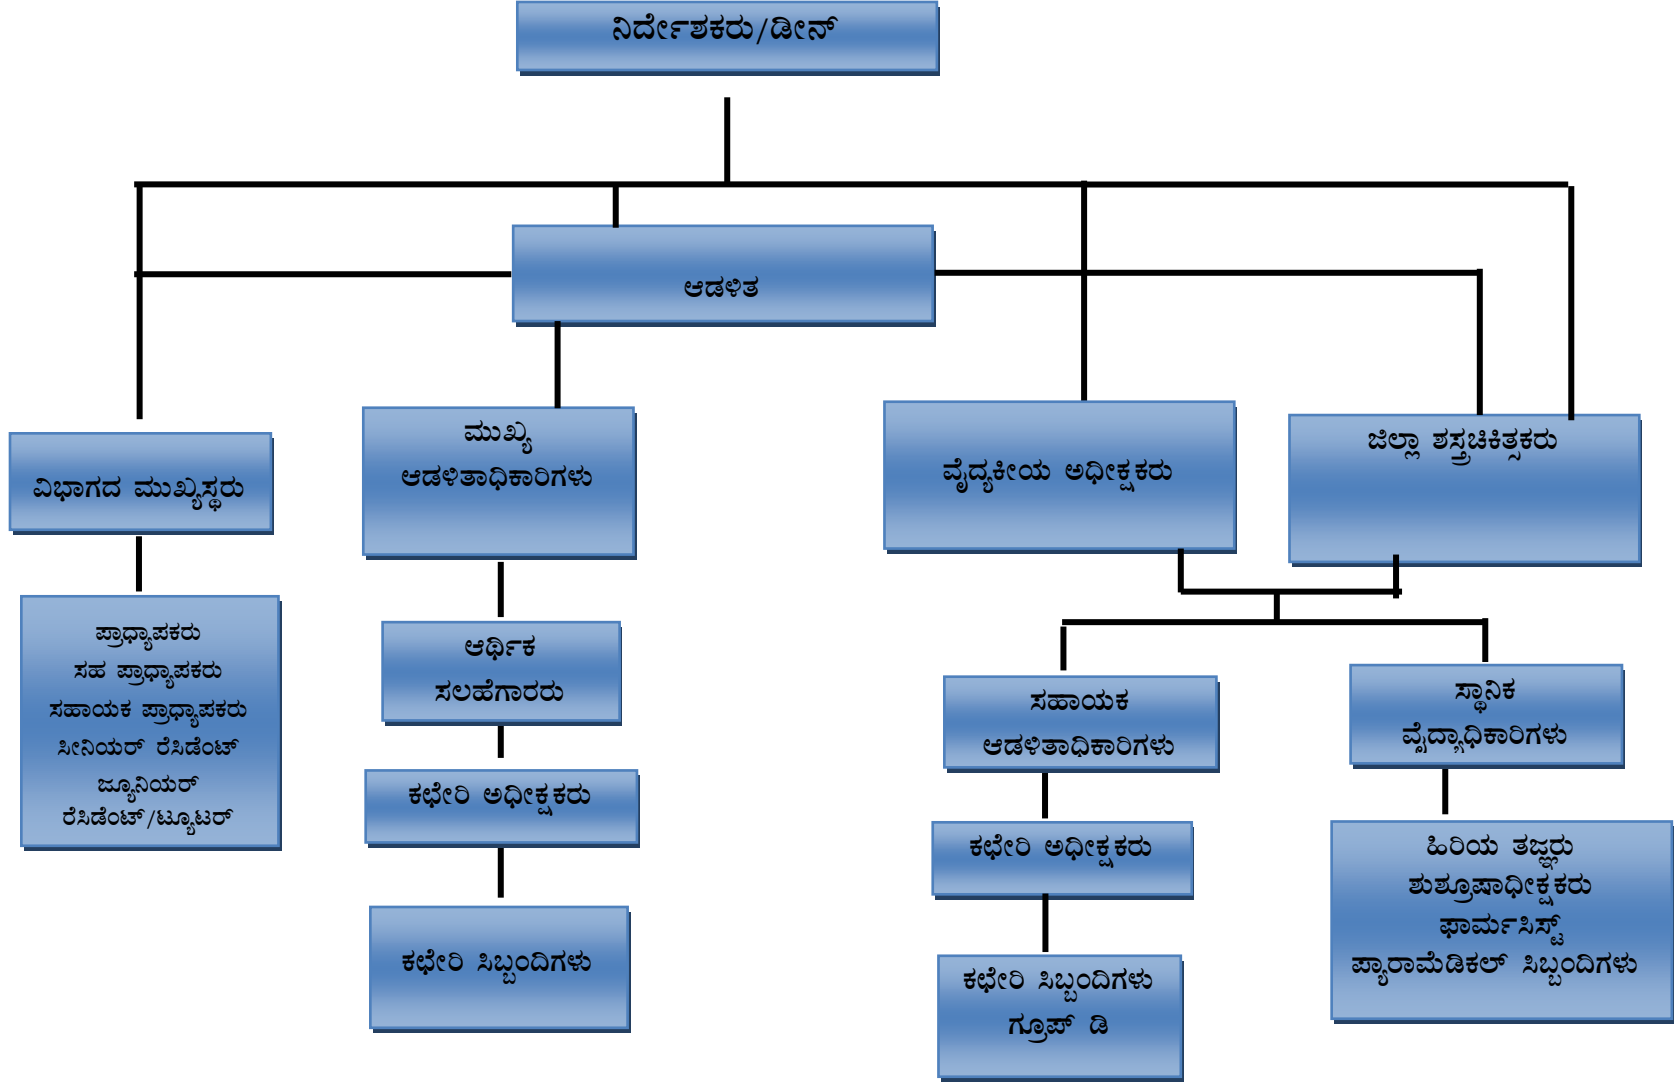 ನಿರ್ದೇಶಕರು/ಡೀನ್
ಆಡಳಿತ
ವಿಭಾಗದ ಮುಖ್ಯಸ್ಥರು
ಮುಖ್ಯ
ಆಡಳಿತಾಧಿಕಾರಿಗಳು
ವೈದ್ಯಕೀಯ ಅಧೀಕ್ಷಕರು
ಜಿಲ್ಲಾ ಶಸ್ತ್ರಚಿಕಿತ್ಸಕರು
ಪ್ರಾಧ್ಯಾಪಕರು
ಸಹ ಪ್ರಾಧ್ಯಾಪಕರು
ಸಹಾಯಕ ಪ್ರಾಧ್ಯಾಪಕರು
ಸೀನಿಯರ್ ರೆಸಿಡೆಂಟ್
ಜ್ಯೂನಿಯರ್
ರೆಸಿಡೆಂಟ್/ಟ್ಯೂಟರ್
ಆರ್ಥಿಕ
ಸಲಹೆಗಾರರು
ಕಛೇರಿ ಅಧೀಕ್ಷಕರು
ಕಛೇರಿ ಸಿಬ್ಬಂದಿಗಳು
ಸಹಾಯಕ
ಆಡಳಿತಾಧಿಕಾರಿಗಳು
ಕಛೇರಿ ಅಧೀಕ್ಷಕರು
ಕಛೇರಿ ಸಿಬ್ಬಂದಿಗಳು
ಗ್ರೂಪ್ ಡಿ
ಸ್ಥಾನಿಕ
ವೈದ್ಯಾಧಿಕಾರಿಗಳು
ಹಿರಿಯ ತಜ್ಞರು
ಶುಶ್ರೂಷಾಧೀಕ್ಷಕರು
ಫಾರ್ಮಸಿಸ್ಟ್
ಪ್ಯಾರಾಮೆಡಿಕಲ್ ಸಿಬ್ಬಂದಿಗಳು